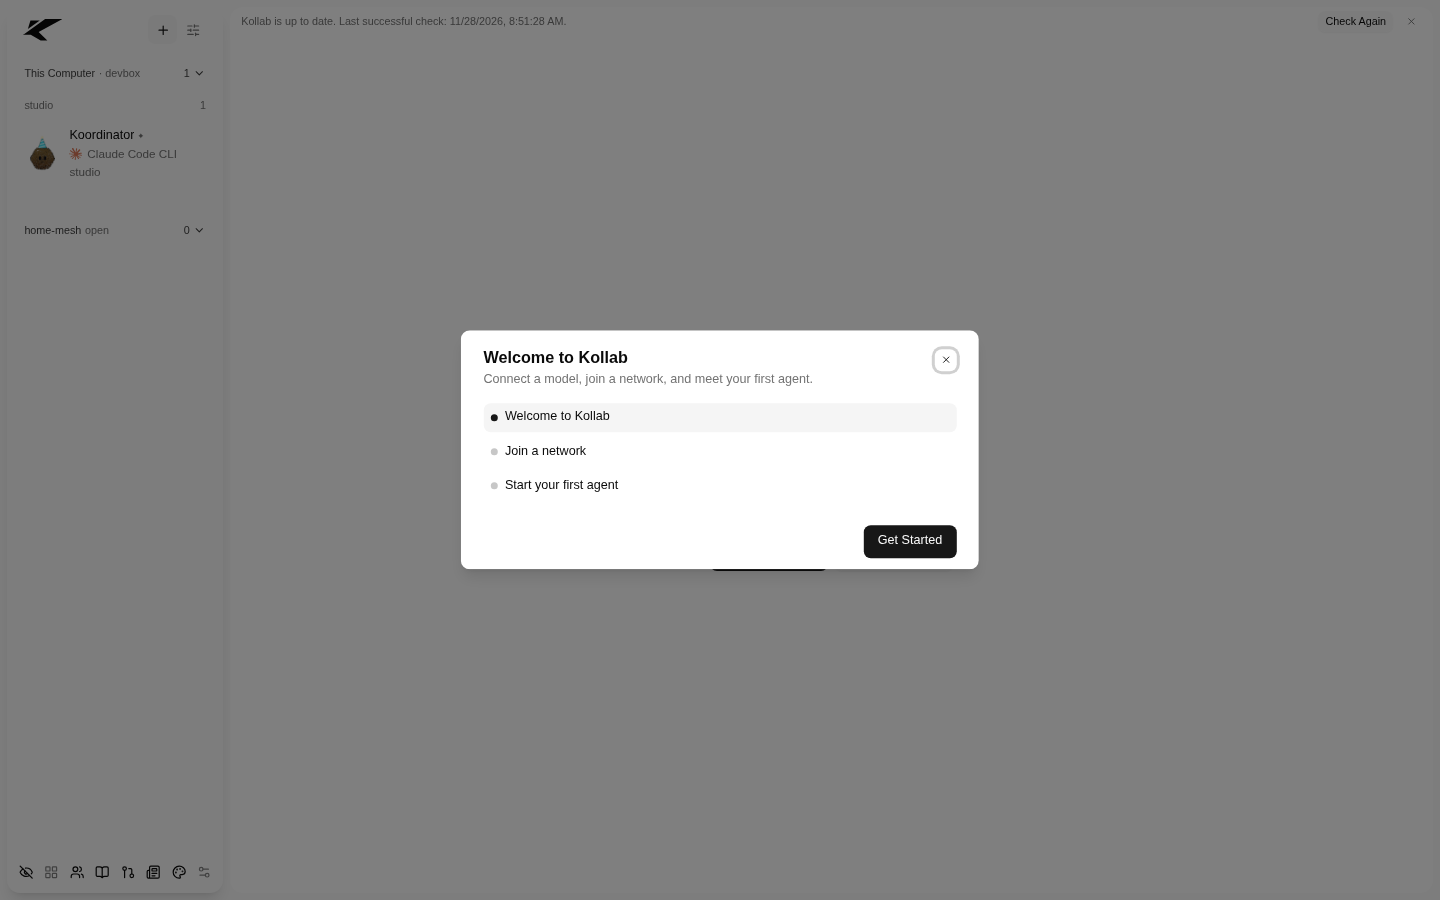 Kollab is up to date. Last successful check: 11/28/2026, 8:51:28 AM.
Check Again
This Computer · devbox 1
studio 1
Koordinator
Claude Code CLI
studio
home-mesh open 0
Welcome to Kollab
Connect a model, join a network, and meet your first agent.
Welcome to Kollab
Join a network
Start your first agent
Get Started